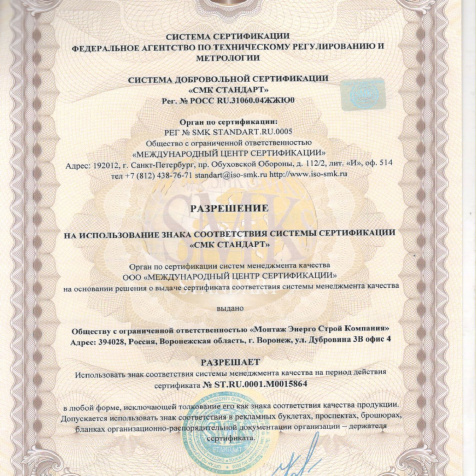 СИСТЕМА СЕРТИФИКАЦИИ
ФЕДЕРАЛЬНОЕ АГЕНТСТВО ПО ТЕХНИЧЕСКОМУ РЕГУЛИРОВАНИЮ И
МЕТРОЛОГИИ
СИСТЕМА ДОБРОВОЛЬНОЙ СЕРТИФИКАЦИИ
«СМК СТАНДАРТ»
Рег. № РОСС RU.31060.04ЖЖЮ0
Орган по сертификации:
РЕГ № SMK STANDART.RU.0005
Общество с ограниченной ответственностью
«МЕЖДУНАРОДНЫЙ ЦЕНТР СЕРТИФИКАЦИИ»
Адрес: 192012, г. Санкт-Петербург, пр. Обуховской Обороны, д. 112/2, лит. «И», оф. 514
тел +7 (812) 438-76-71 standart@iso-smk.ru http://www.iso-smk.ru
РАЗРЕШЕНИЕ
НА ИСПОЛЬЗОВАНИЕ ЗНАКА СООТВЕТСТВИЯ СИСТЕМЫ СЕРТИФИКАЦИИ
«СМК СТАНДАРТ»
Орган по сертификации систем менеджмента качества
ООО «МЕЖДУНАРОДНЫЙ ЦЕНТР СЕРТИФИКАЦИИ»
на основании решения о выдаче сертификата соответствия системы менеджмента качества
выдано
Обществу с ограниченной ответственностью «Монтаж Энерго Строй Компания»
Адрес: 394028, Россия, Воронежская область, г. Воронеж, ул. Дубровина 3В офис 4
РАЗРЕШАЕТ
Использовать знак соответствия системы менеджмента качества на период действия
сертификата № ST.RU.0001.M0015864
в любой форме, исключающей толкование его как знака соответствия качества продукции.
Допускается использовать знак соответствия в рекламных буклетах, проспектах, брошюрах,
бланках организационно-распорядительной документации организации – держателя
сертификата.